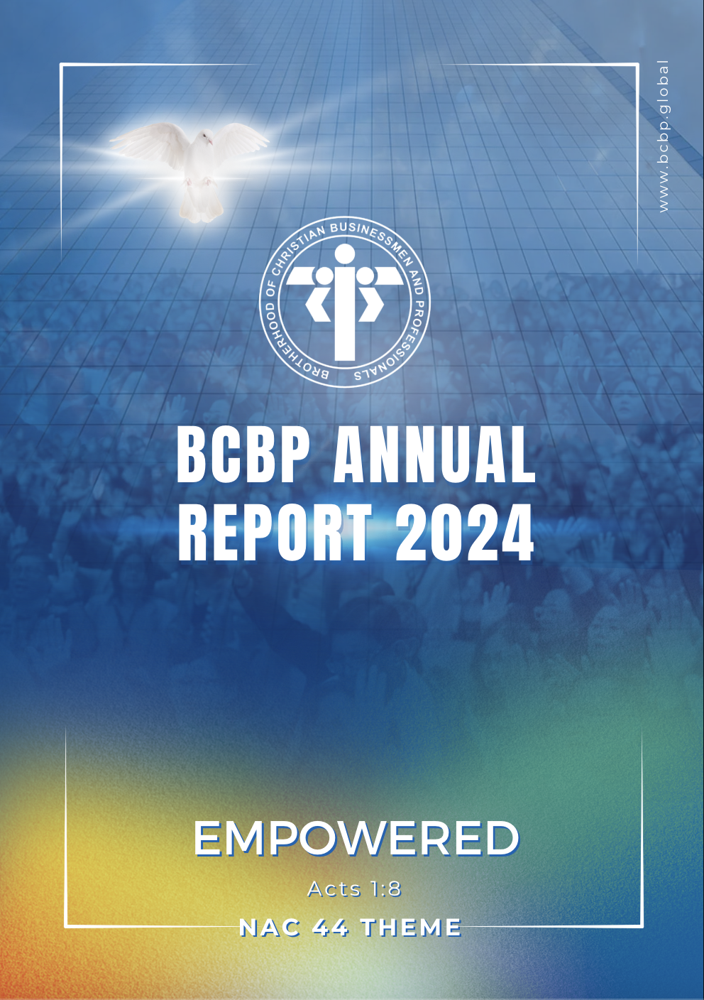 www.bcbp.global
BROTHERHOOD OF CHRISTIAN BUSINESSMEN AND PROFESSIONALS
BCBP ANNUAL
REPORT 2024
EMPOWERED
Acts 1:8
NAC 44 THEME